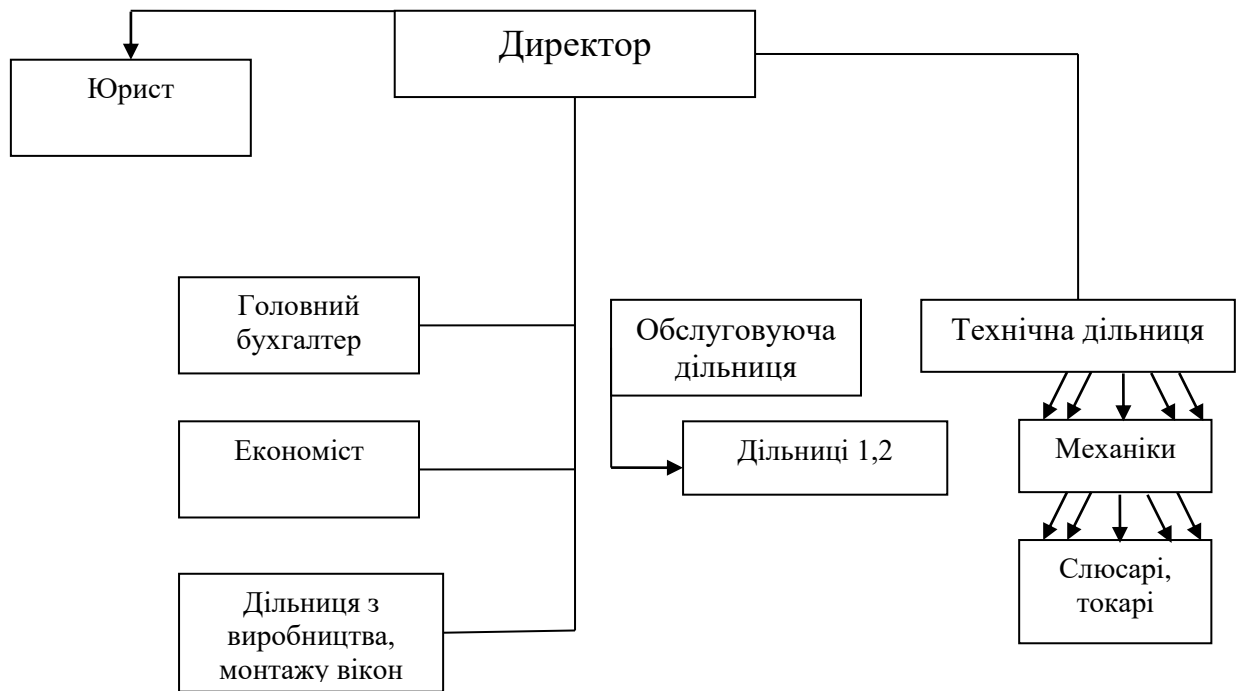 Директор
Юрист
Головний
бухгалтер
Обслуговуюча
дільниця
Технічна дільниця
Економіст
Дільниці 1,2
Механіки
Дільниця з
виробництва,
монтажу вікон
Слюсарі,
токарі